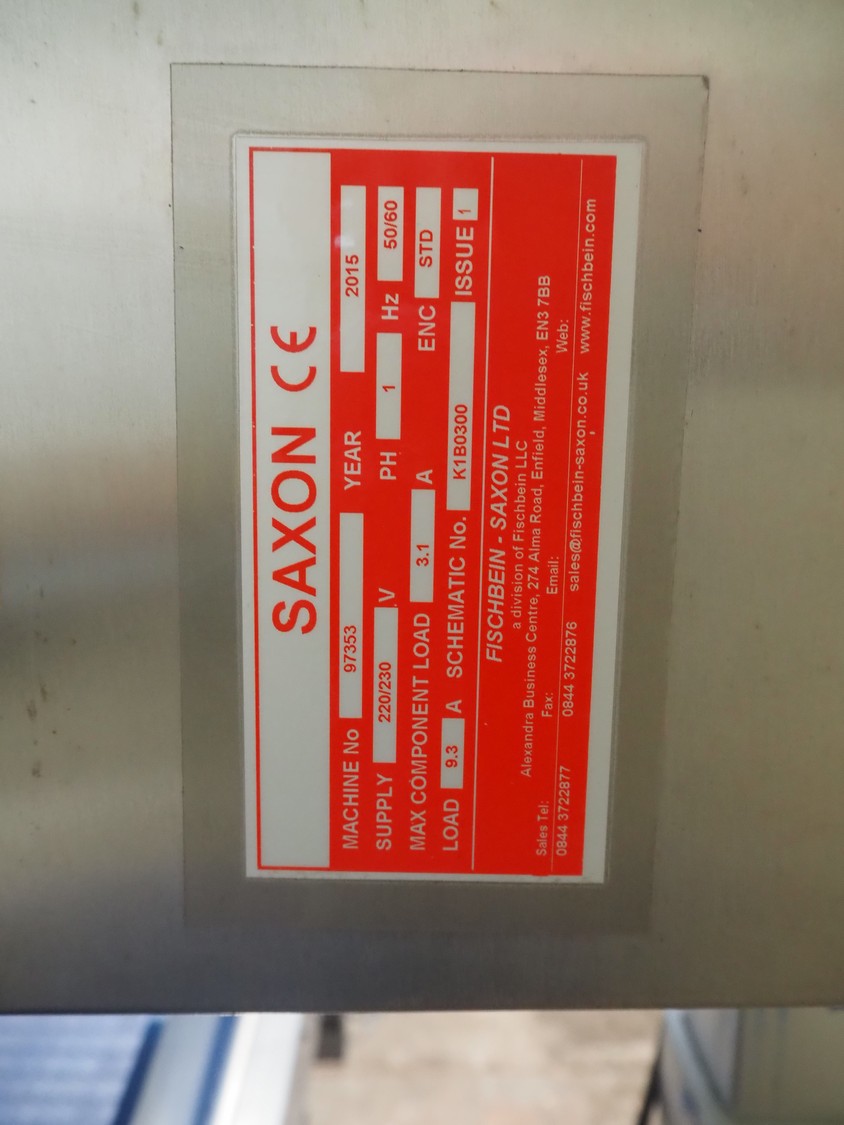 SAXON CE
MACHINE No 97353 YEAR 2015
SUPPLY 220/230 V PH 1 Hz 50/60
MAX COMPONENT LOAD 3.1 A ENC STD
LOAD 9.3 A SCHEMATIC No. K1B0300 ISSUE 1
FISCHBEIN - SAXON LTD
a division of Fischbein LLC
Alexandra Business Centre, 274 Alma Road, Enfield, Middlesex, EN3 7BB
Sales Tel: Fax: Email: Web:
0844 3722877 0844 3722876 sales@fischbein-saxon.co.uk www.fischbein.com